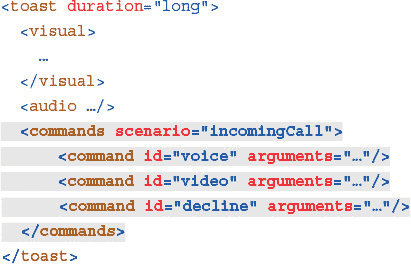 <toast duration="long">
<visual>
…
</visual>
<audio …/>
<commands scenario="incomingCall">
<command id="voice" arguments="…"/>
<command id="video" arguments="…"/>
<command id="decline" arguments="…"/>
</commands>
</toast>